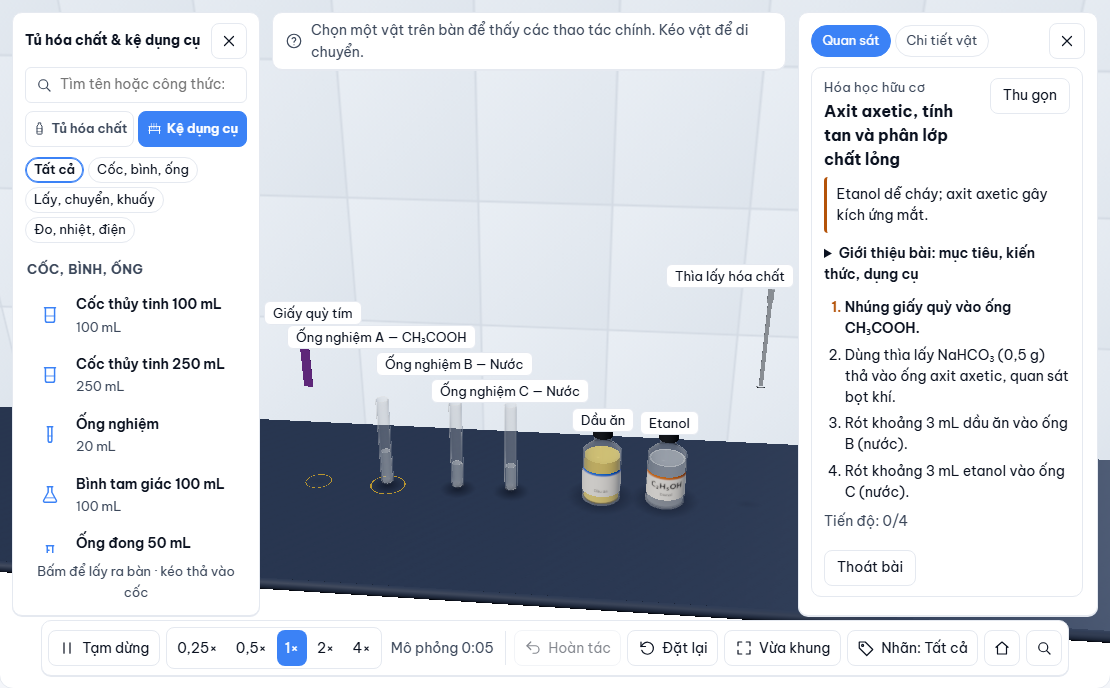 Tủ hóa chất & kệ dụng cụ
Tìm tên hoặc công thức:
Tủ hóa chất
Kệ dụng cụ
Tất cả
Cốc, bình, ống
Lấy, chuyển, khuấy
Đo, nhiệt, điện
CỐC, BÌNH, ỐNG
Cốc thủy tinh 100 mL
100 mL
Cốc thủy tinh 250 mL
250 mL
Ống nghiệm
20 mL
Bình tam giác 100 mL
100 mL
Ống đong 50 mL
Bấm để lấy ra bàn · kéo thả vào
cốc
Chọn một vật trên bàn để thấy các thao tác chính. Kéo vật để di
chuyển.
Thìa lấy hóa chất
Giấy quỳ tím
Ống nghiệm A — CH₃COOH
Ống nghiệm B — Nước
Ống nghiệm C — Nước
Dầu ăn
Etanol
C₂H₅OH
Quan sát
Chi tiết vật
Hóa học hữu cơ
Thu gọn
Axit axetic, tính
tan và phân lớp
chất lỏng
Etanol dễ cháy; axit axetic gây
kích ứng mắt.
Giới thiệu bài: mục tiêu, kiến
thức, dụng cụ
1. Nhúng giấy quỳ vào ống
CH₃COOH.
2. Dùng thìa lấy NaHCO₃ (0,5 g)
thả vào ống axit axetic, quan sát
bọt khí.
3. Rót khoảng 3 mL dầu ăn vào ống
B (nước).
4. Rót khoảng 3 mL etanol vào ống
C (nước).
Tiến độ: 0/4
Thoát bài
Tạm dừng
0,25×
0,5×
1×
2×
4×
Mô phỏng 0:05
Hoàn tác
Đặt lại
Vừa khung
Nhãn: Tất cả